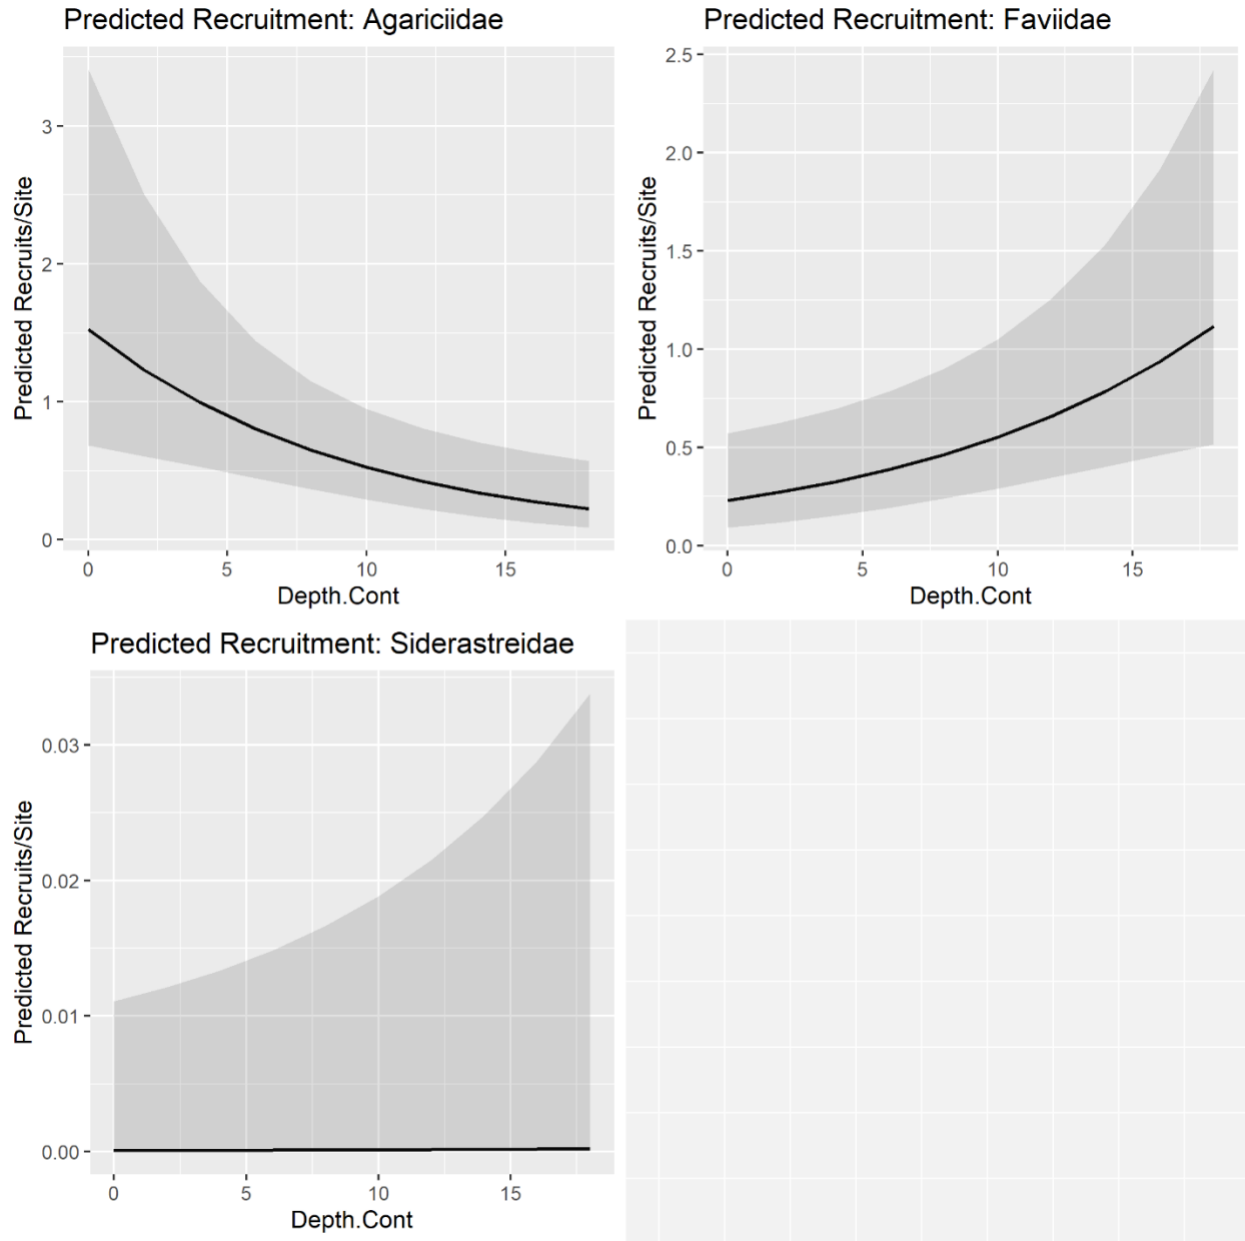 Predicted Recruitment: Agariciidae
Predicted Recruits/Site
3
2
1
0
0 5 10 15
Depth.Cont
Predicted Recruitment: Faviidae
Predicted Recruits/Site
2.5
2.0
1.5
1.0
0.5
0.0
0 5 10 15
Depth.Cont
Predicted Recruitment: Siderastreidae
Predicted Recruits/Site
0.03
0.02
0.01
0.00
0 5 10 15
Depth.Cont